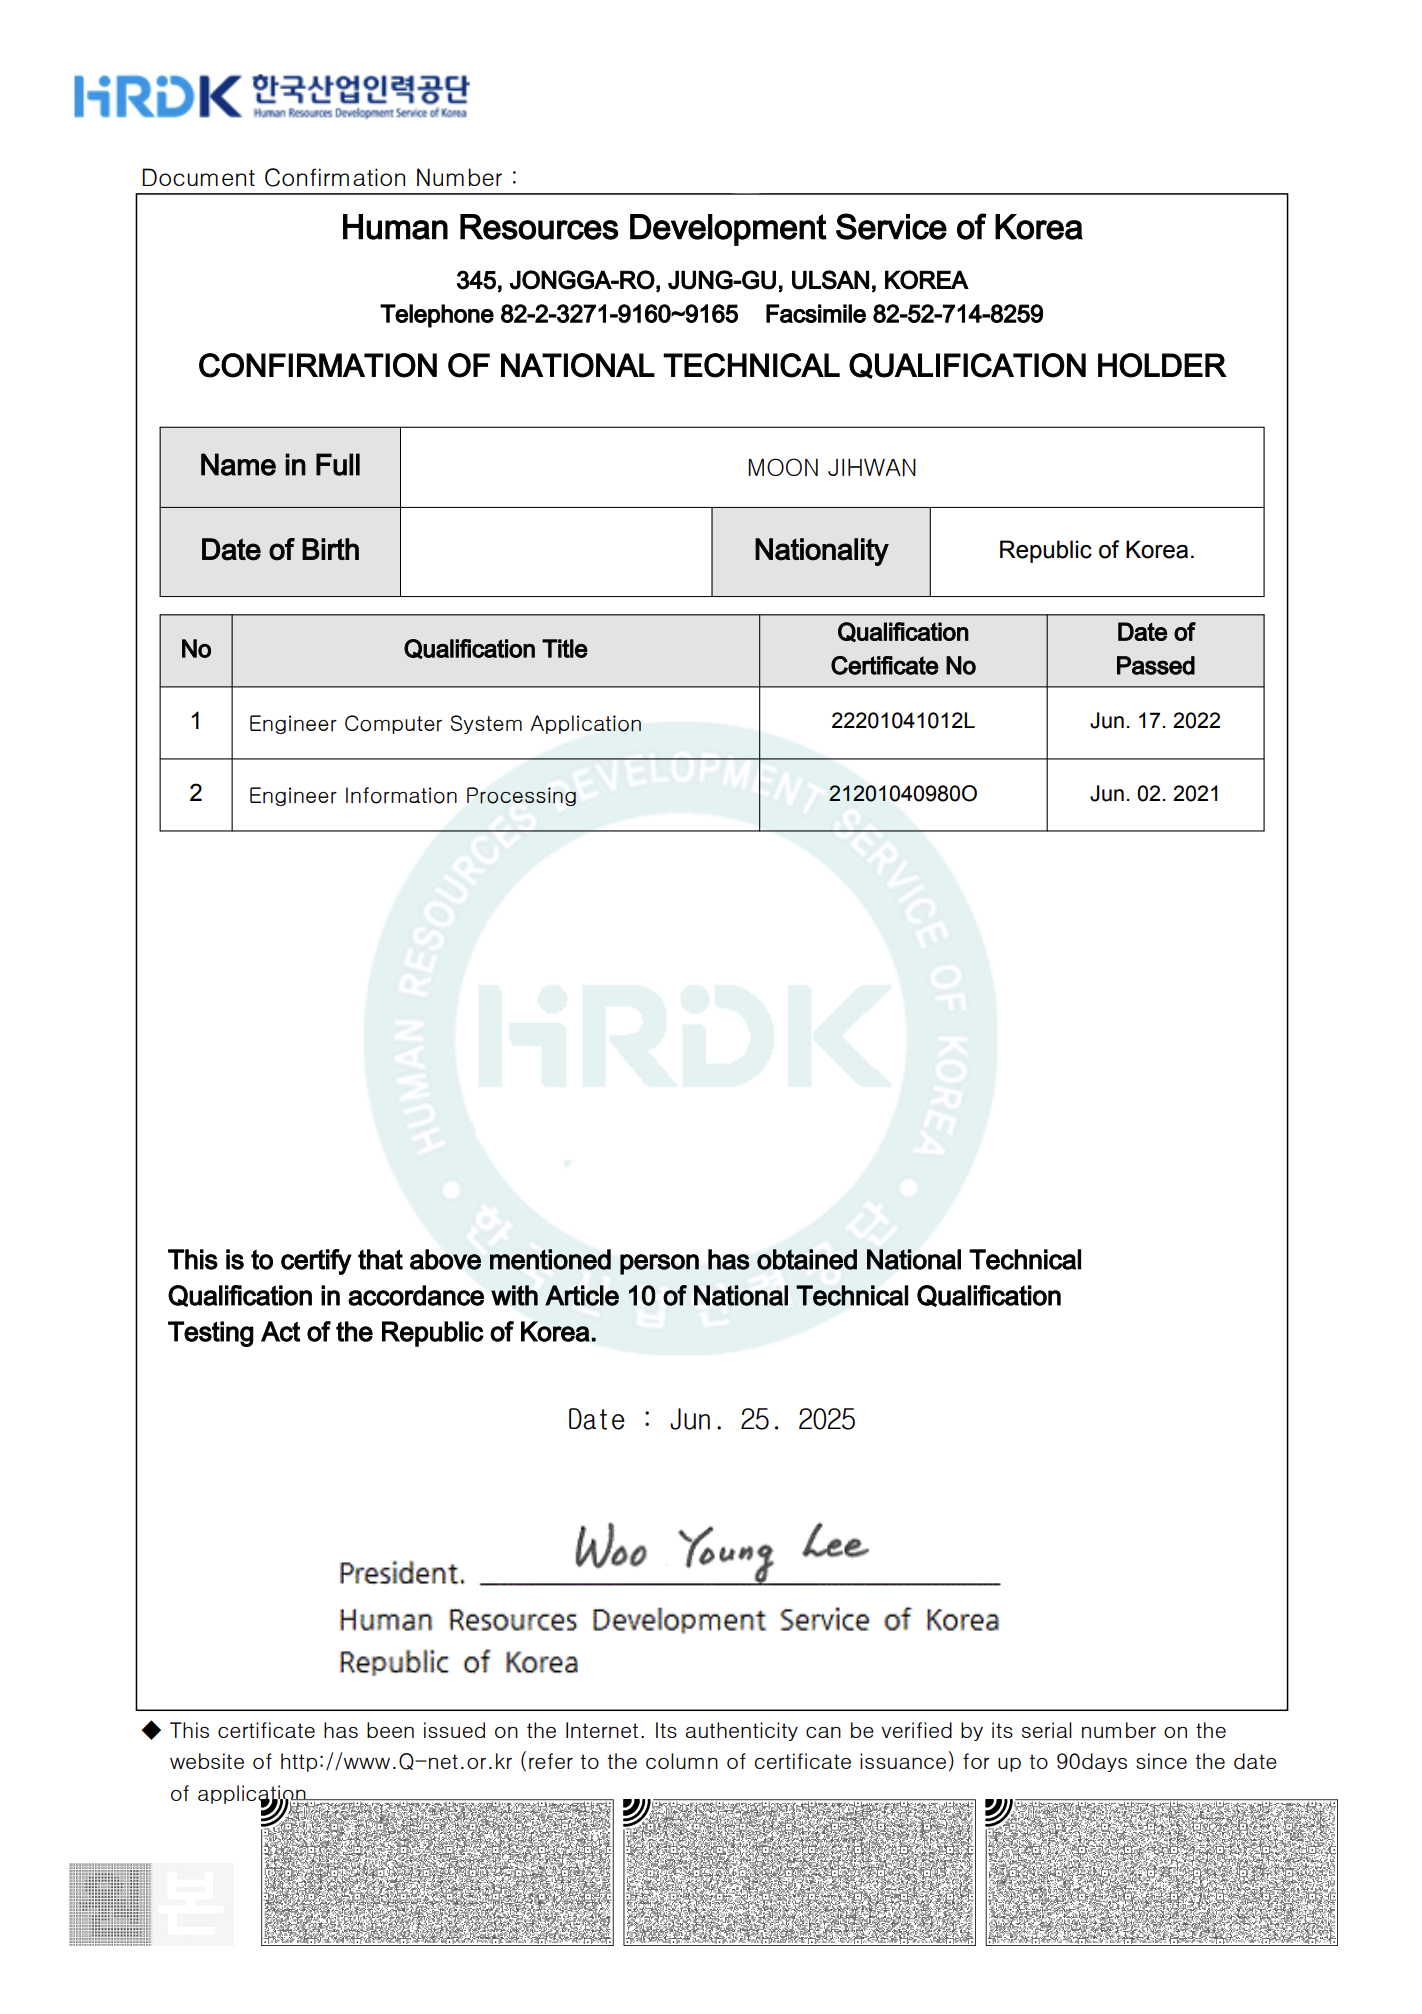 HRDK 한국산업인력공단
Human Resources Development Service of Korea
Document Confirmation Number :
Human Resources Development Service of Korea
345, JONGGA-RO, JUNG-GU, ULSAN, KOREA
Telephone 82-2-3271-9160~9165 Facsimile 82-52-714-8259
CONFIRMATION OF NATIONAL TECHNICAL QUALIFICATION HOLDER
Name in Full MOON JIHWAN
Date of Birth Nationality Republic of Korea.
No Qualification Title Qualification Certificate No Date of Passed
1 Engineer Computer System Application 22201041012L Jun. 17. 2022
2 Engineer Information Processing 21201040980O Jun. 02. 2021
HUMAN RESOURCES DEVELOPMENT SERVICE OF KOREA
HRDK
한국산업인력공단
This is to certify that above mentioned person has obtained National Technical
Qualification in accordance with Article 10 of National Technical Qualification
Testing Act of the Republic of Korea.
Date : Jun. 25. 2025
President. Woo Young Lee
Human Resources Development Service of Korea
Republic of Korea
◆ This certificate has been issued on the Internet. Its authenticity can be verified by its serial number on the
website of http://www.Q-net.or.kr (refer to the column of certificate issuance) for up to 90days since the date
of application
본